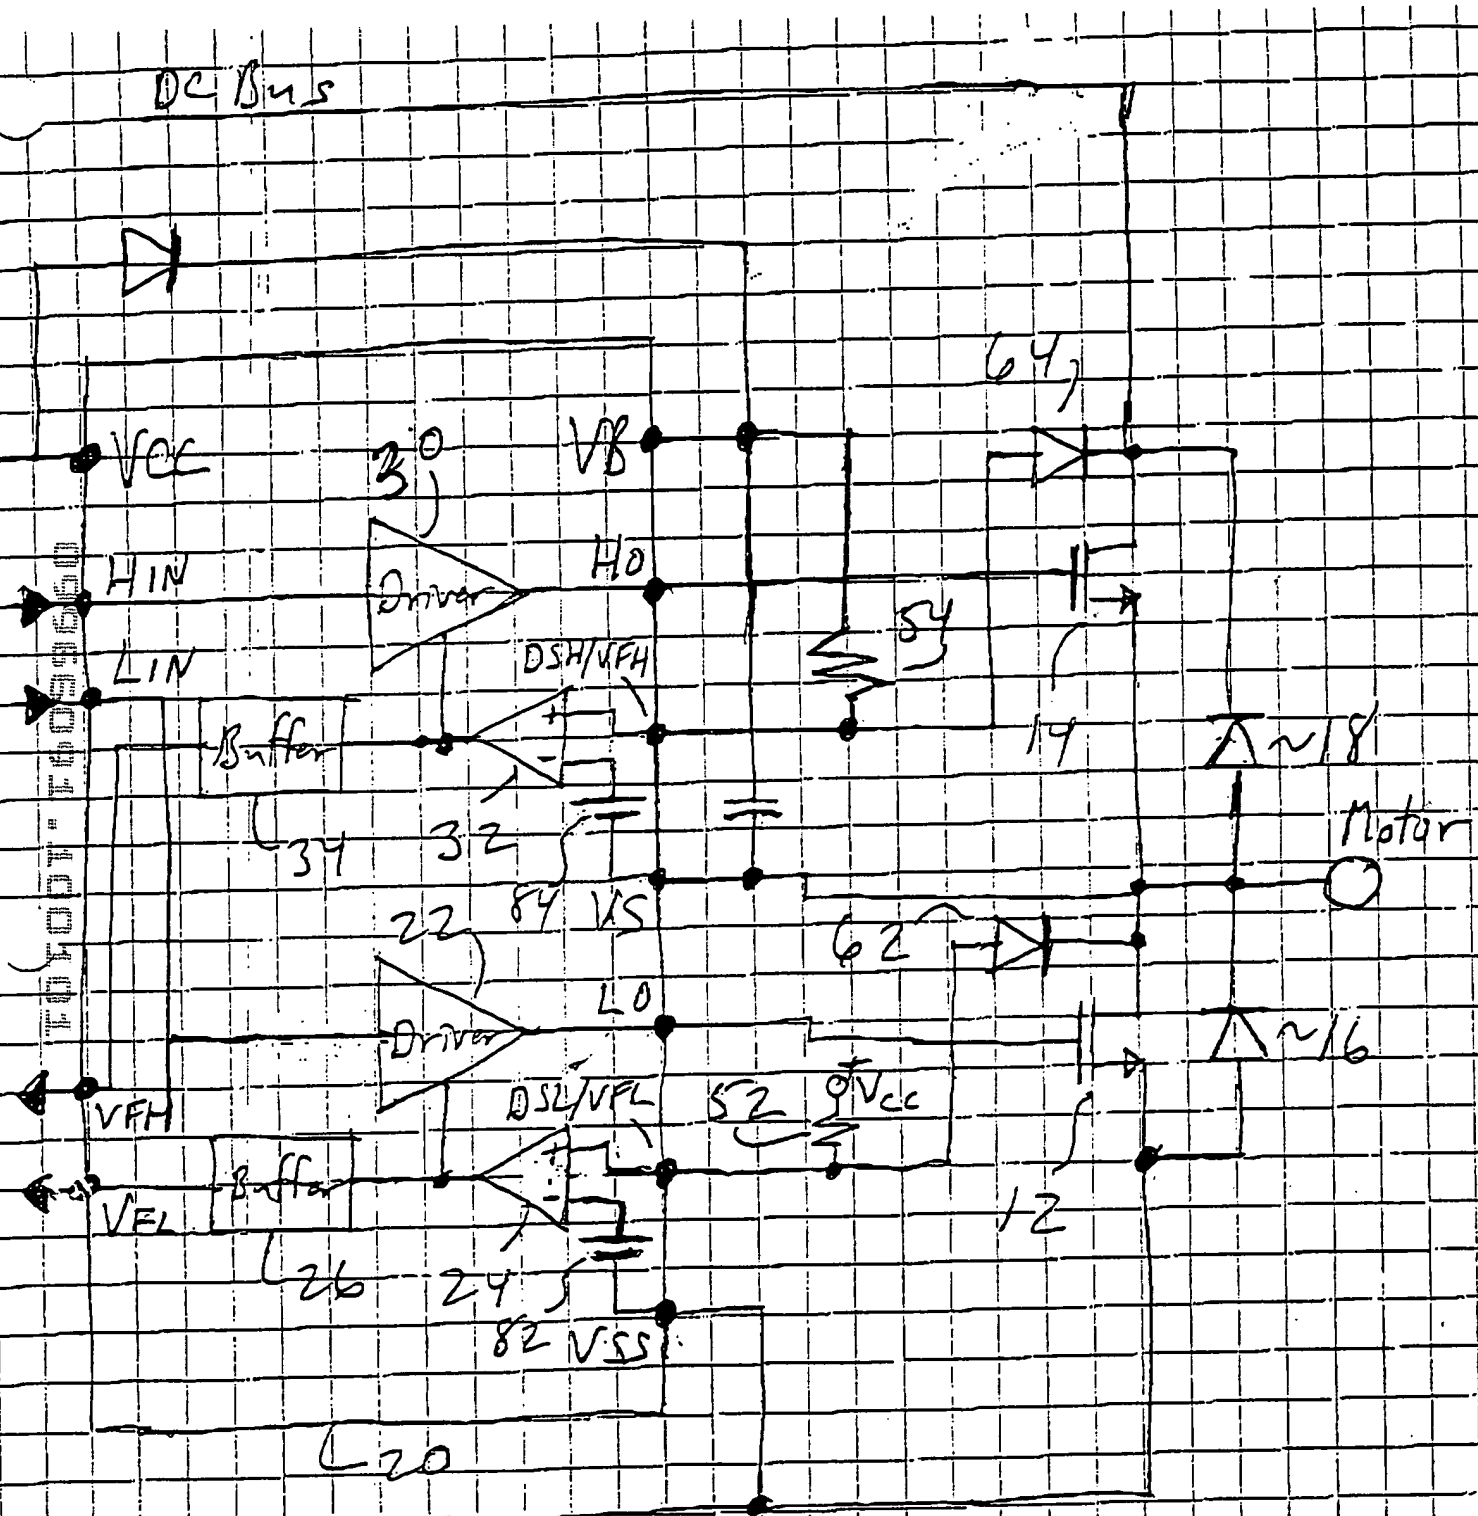 DC Bus
64
VCC
30
VB
HIN
Driver
HO
54
LIN
DSH/VFH
+
-
Buffer
14
~18
34
32
84
VS
Motor
22
62
LO
Driver
~16
VFH
DSL/VFL
52
+Vcc
+
-
Buffer
VFL
12
26
24
82
VSS
20